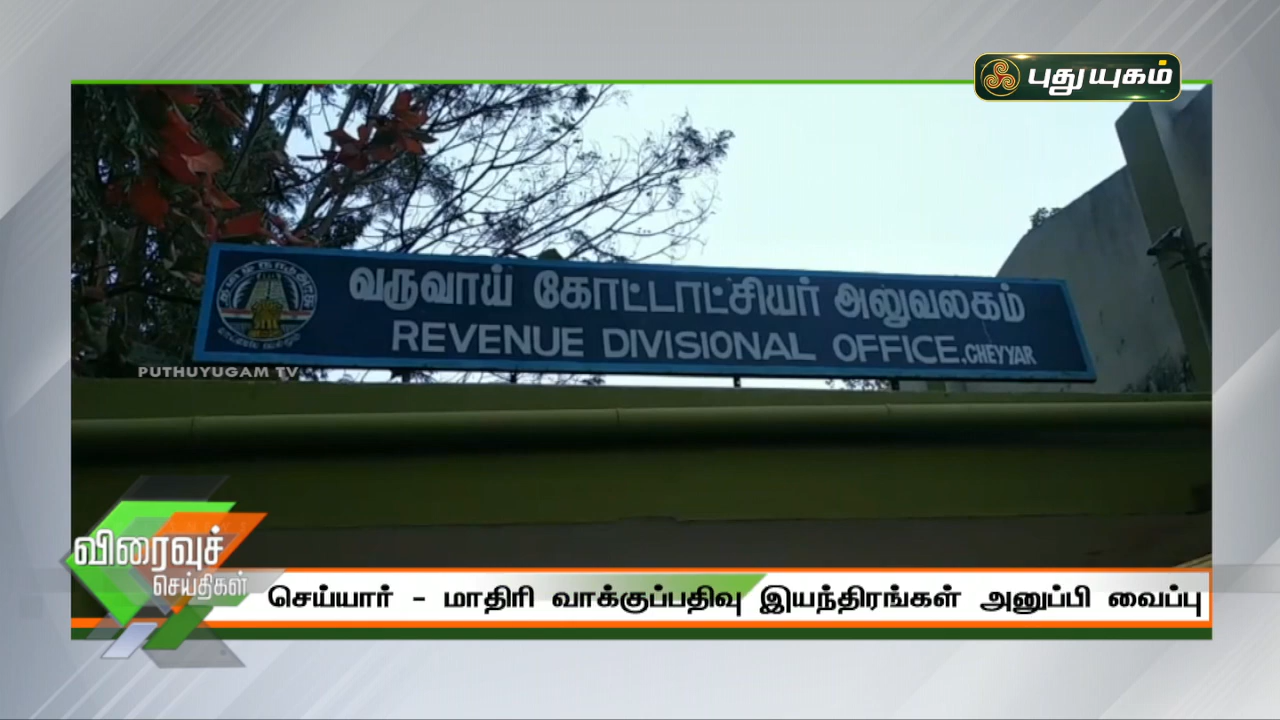 புதுயுகம்
வருவாய் கோட்டாட்சியர் அலுவலகம்
REVENUE DIVISIONAL OFFICE.CHEYYAR
PUTHUYUGAM TV
விரைவுச்
செய்திகள்
செய்யார் - மாதிரி வாக்குப்பதிவு இயந்திரங்கள் அனுப்பி வைப்பு